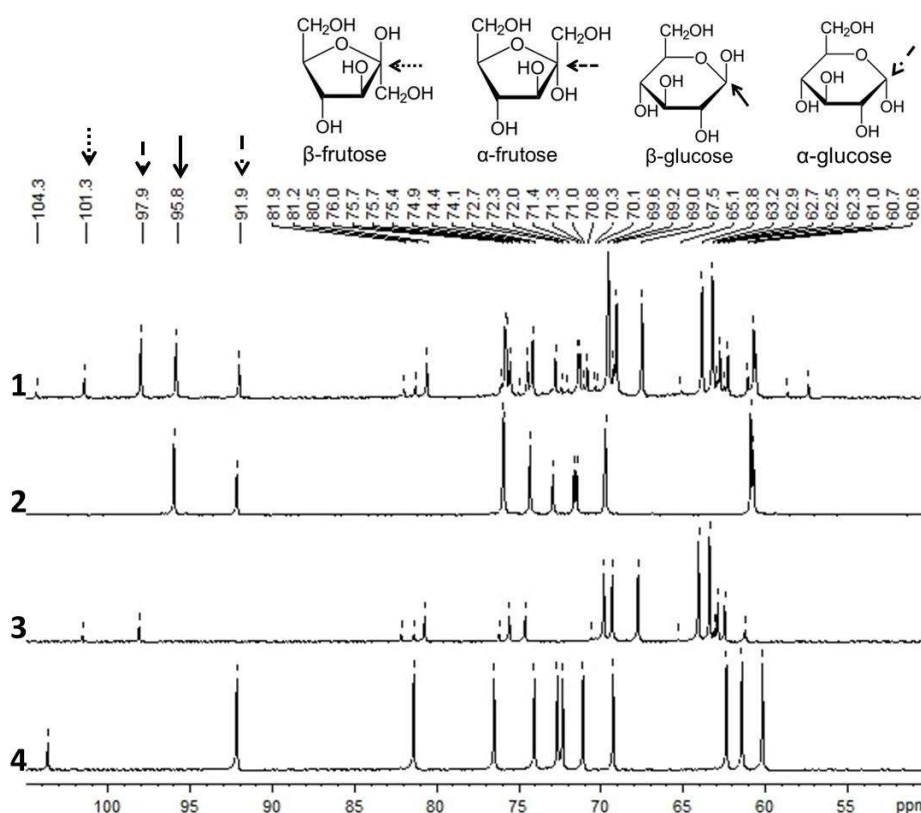 CH₂OH OH
O
HO
CH₂OH
OH
β-frutose
CH₂OH
O
CH₂OH
HO
OH
OH
α-frutose
CH₂OH
O OH
HO
OH
OH
β-glucose
CH₂OH
O
HO
OH
OH
OH
α-glucose
104.3 101.3 97.9 95.8 91.9 81.9 81.2 80.5 76.0 75.7 75.7 75.4 74.9 74.4 74.1 72.7 72.3 72.0 71.4 71.3 71.0 70.8 70.3 70.1 69.6 69.2 69.0 67.5 65.1 63.8 63.2 62.9 62.7 62.5 62.3 61.0 60.7 60.6
1
2
3
4
100 95 90 85 80 75 70 65 60 55 ppm